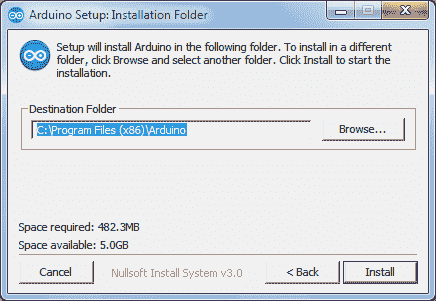 Arduino Setup: Installation Folder
Setup will install Arduino in the following folder. To install in a different
folder, click Browse and select another folder. Click Install to start the
installation.
Destination Folder
C:\Program Files (x86)\Arduino
Browse...
Space required: 482.3MB
Space available: 5.0GB
Cancel
Nullsoft Install System v3.0
< Back
Install